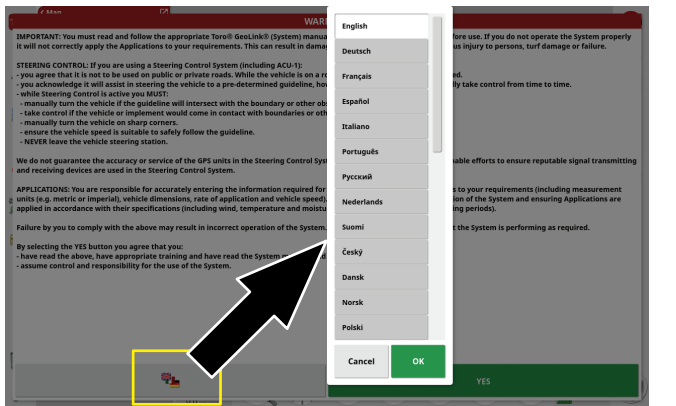 < Map
WAR
IMPORTANT: You must read and follow the appropriate Toro® GeoLink® (System) manua fore use. If you do not operate the System properly
it will not correctly apply the Applications to your requirements. This can result in damag us injury to persons, turf damage or failure.
STEERING CONTROL: If you are using a Steering Control System (including ACU-1):
- you agree that it is not to be used on public or private roads. While the vehicle is on a ro ed.
- you acknowledge it will assist in steering the vehicle to a pre-determined guideline, how lly take control from time to time.
- while Steering Control is active you MUST:
- manually turn the vehicle if the guideline will intersect with the boundary or other obs
- take control if the vehicle or implement would come in contact with boundaries or oth
- manually turn the vehicle on sharp corners.
- ensure the vehicle speed is suitable to safely follow the guideline.
- NEVER leave the vehicle steering station.
We do not guarantee the accuracy or service of the GPS units in the Steering Control Syst nable efforts to ensure reputable signal transmitting
and receiving devices are used in the Steering Control System.
APPLICATIONS: You are responsible for accurately entering the information required for s to your requirements (including measurement
units (e.g. metric or imperial), vehicle dimensions, rate of application and vehicle speed). ion of the System and ensuring Applications are
applied in accordance with their specifications (including wind, temperature and moistu ing periods).
Failure by you to comply with the above may result in incorrect operation of the System. t the System is performing as required.
By selecting the YES button you agree that you:
- have read the above, have appropriate training and have read the System m d
- assume control and responsibility for the use of the System.
English
Deutsch
Français
Español
Italiano
Português
Русский
Nederlands
Suomi
Český
Dansk
Norsk
Polski
Cancel OK
YES